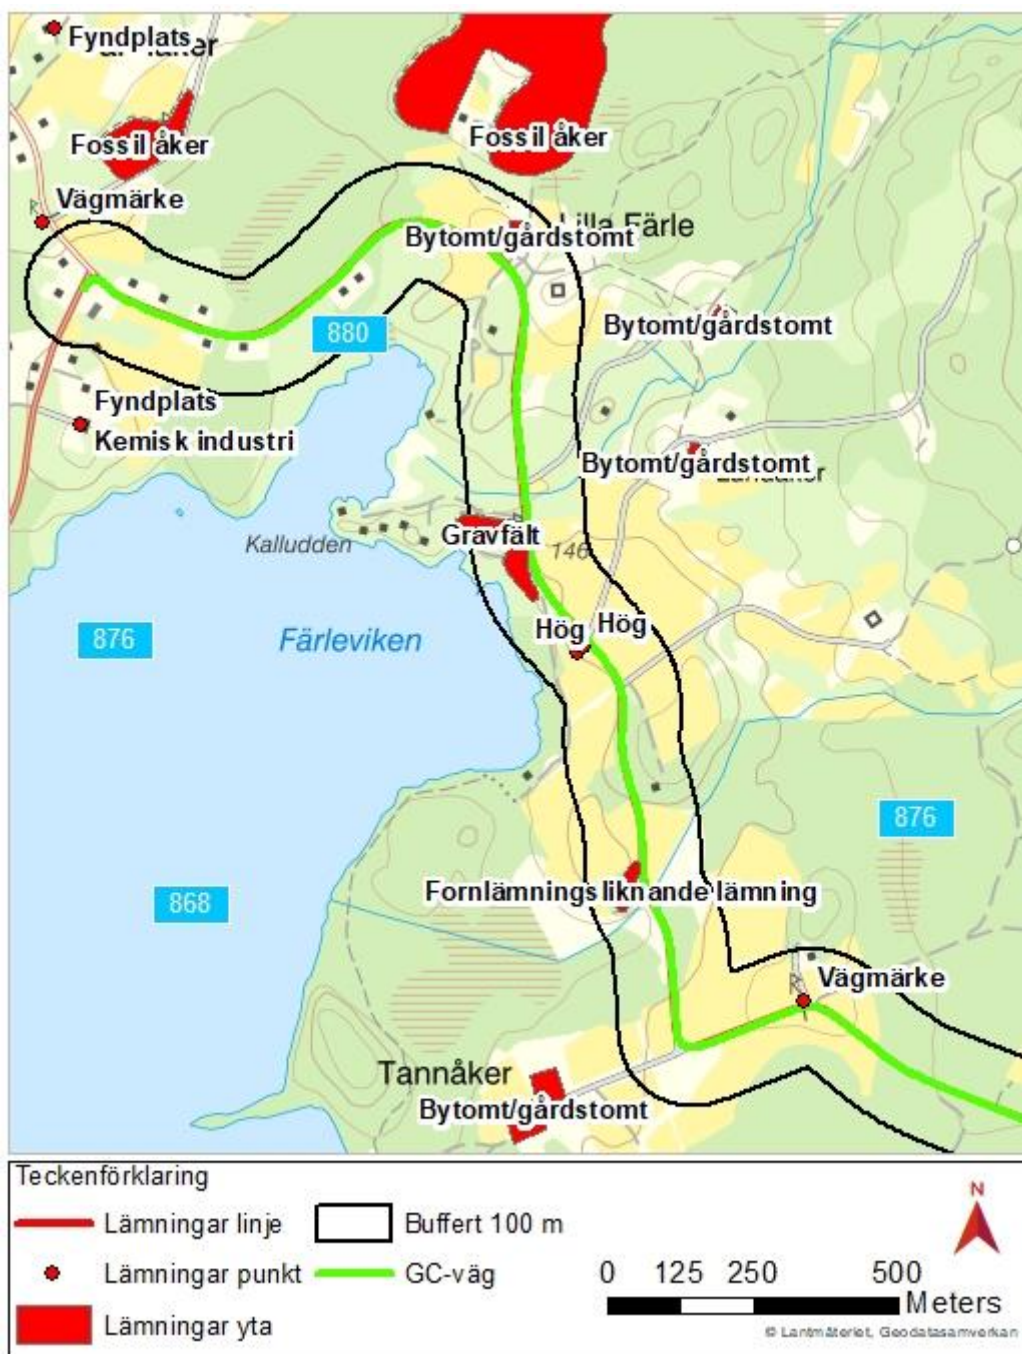 Fyndplats
Fossil åker
Fossil åker
Vägmärke
Lilla Färle
Bytomt/gårdstomt
880
Bytomt/gårdstomt
Fyndplats
Kemisk industri
Bytomt/gårdstomt
Gravfält
146
Kalludden
Hög
Hög
876
Färleviken
876
868
Fornlämningsliknande lämning
Vägmärke
Tannåker
Bytomt/gårdstomt
Teckenförklaring
Lämningar linje
Buffert 100 m
N
Lämningar punkt
GC-väg
0 125 250 500
Meters
Lämningar yta
© Lantmäteriet, Geodatasamverkan